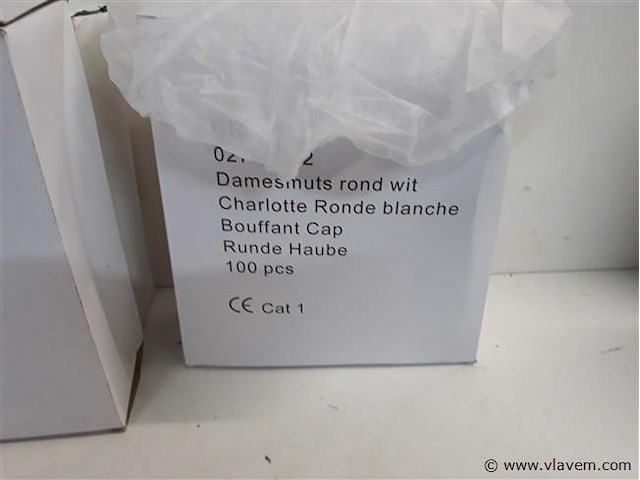 Damesmuts rond wit
Charlotte Ronde blanche
Bouffant Cap
Runde Haube
100 pcs
CE Cat 1
© www.vlavem.com